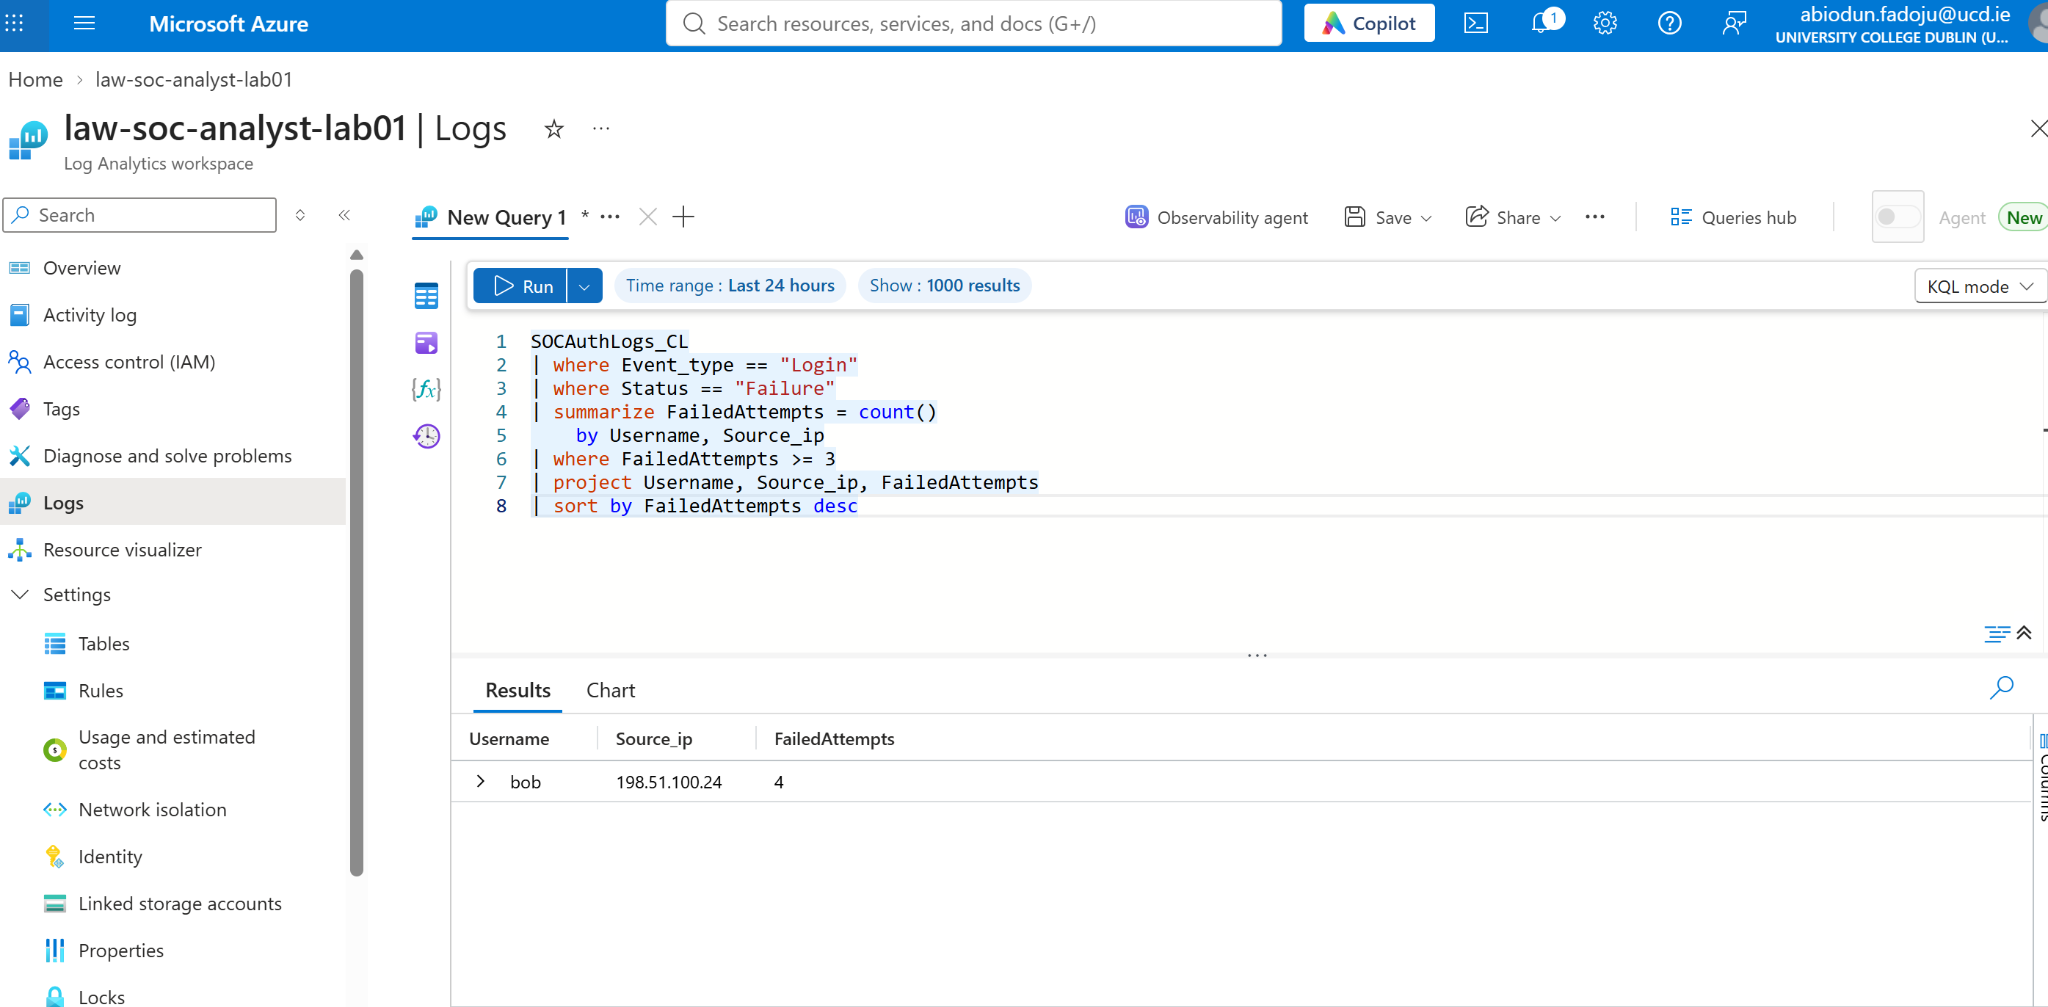 Microsoft Azure
Search resources, services, and docs (G+/)
Copilot
1
abiodun.fadoju@ucd.ie
UNIVERSITY COLLEGE DUBLIN (U...
Home > law-soc-analyst-lab01
law-soc-analyst-lab01 | Logs
Log Analytics workspace
Search
Overview
Activity log
Access control (IAM)
Tags
Diagnose and solve problems
Logs
Resource visualizer
Settings
Tables
Rules
Usage and estimated
costs
Network isolation
Identity
Linked storage accounts
Properties
Locks
New Query 1 *
Observability agent
Save
Share
Queries hub
Agent
New
Run
Time range : Last 24 hours
Show : 1000 results
KQL mode
1 SOCAuthLogs_CL
2 | where Event_type == "Login"
3 | where Status == "Failure"
4 | summarize FailedAttempts = count()
5 by Username, Source_ip
6 | where FailedAttempts >= 3
7 | project Username, Source_ip, FailedAttempts
8 | sort by FailedAttempts desc
{fx}
Results
Chart
Username Source_ip FailedAttempts
bob 198.51.100.24 4
Columns